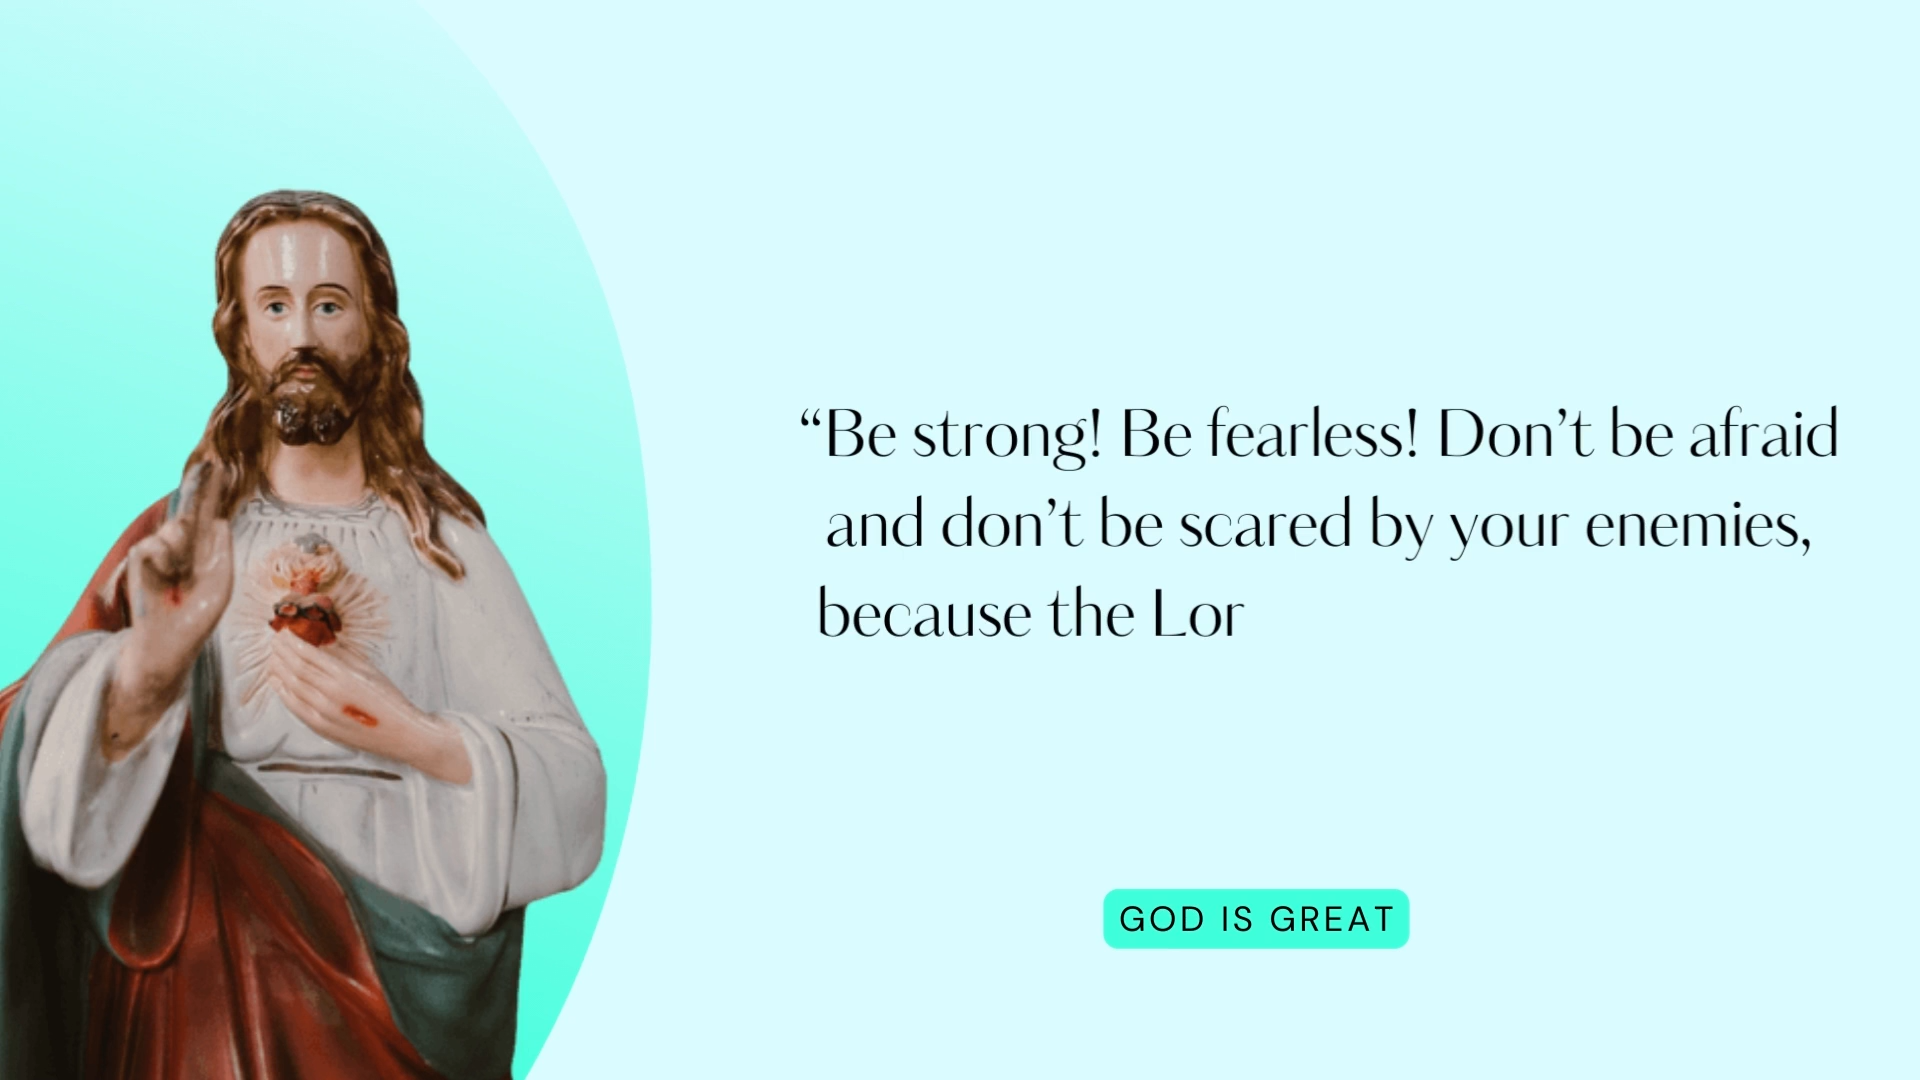 “Be strong! Be fearless! Don’t be afraid
and don’t be scared by your enemies,
because the Lor
GOD IS GREAT